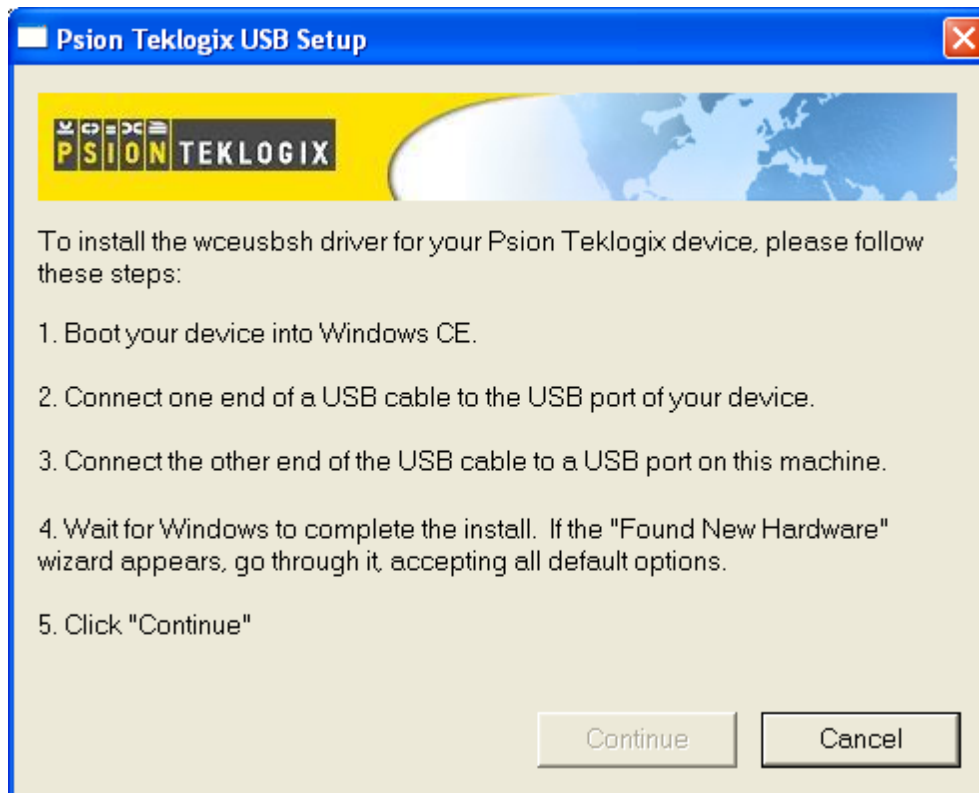 Psion Teklogix USB Setup
PSION TEKLOGIX
To install the wceusbsh driver for your Psion Teklogix device, please follow
these steps:
1. Boot your device into Windows CE.
2. Connect one end of a USB cable to the USB port of your device.
3. Connect the other end of the USB cable to a USB port on this machine.
4. Wait for Windows to complete the install.  If the "Found New Hardware"
wizard appears, go through it, accepting all default options.
5. Click "Continue"
Continue
Cancel